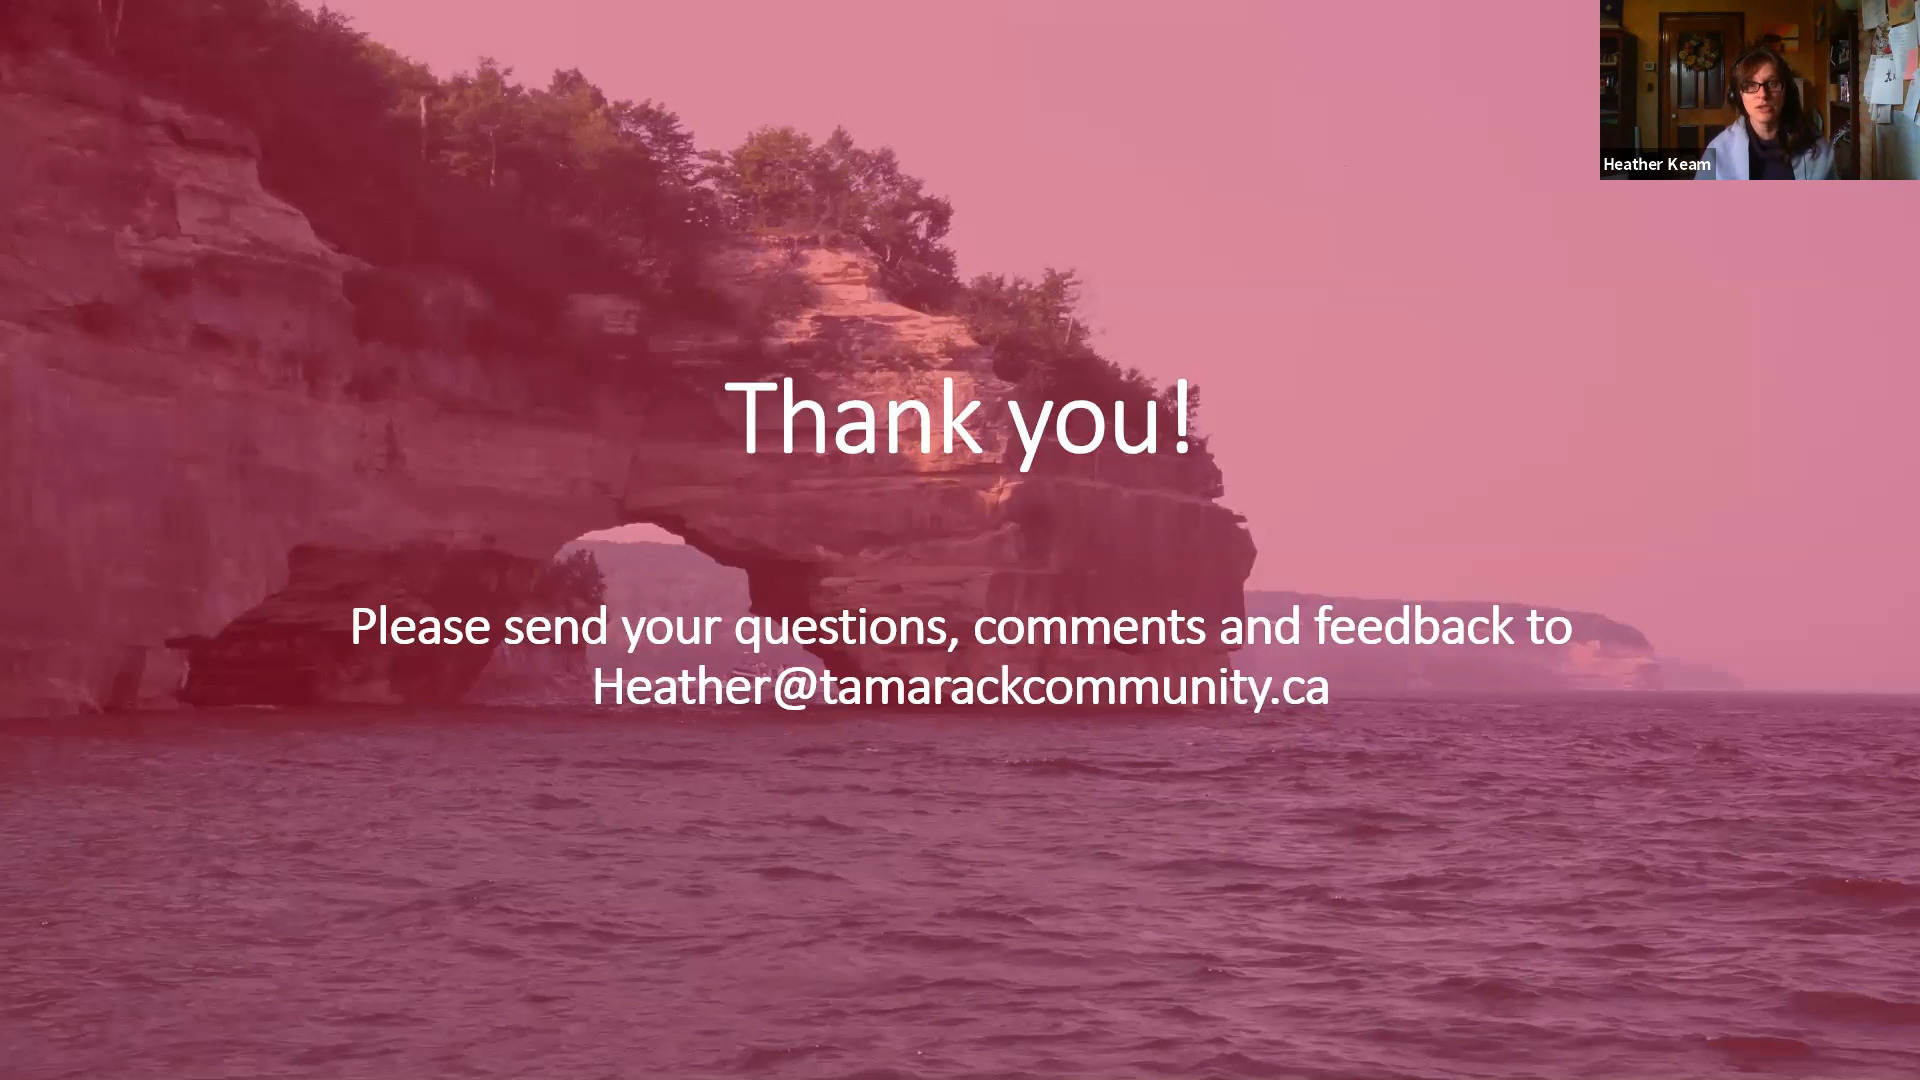 Heather Keam
Thank you!
Please send your questions, comments and feedback to
Heather@tamarackcommunity.ca